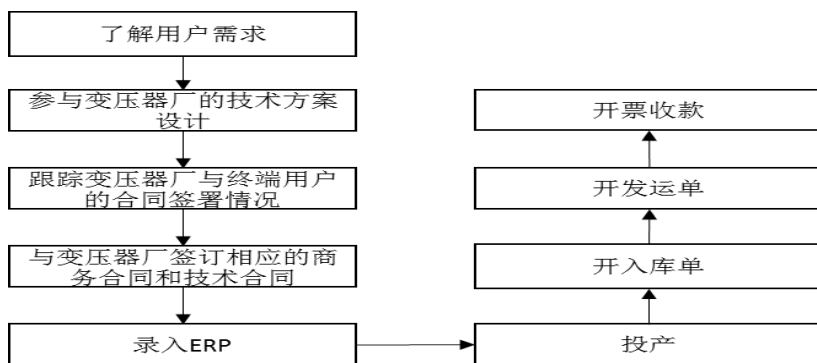 了解用户需求
参与变压器厂的技术方案
设计
跟踪变压器厂与终端用户
的合同签署情况
与变压器厂签订相应的商
务合同和技术合同
录入ERP
投产
开入库单
开发运单
开票收款